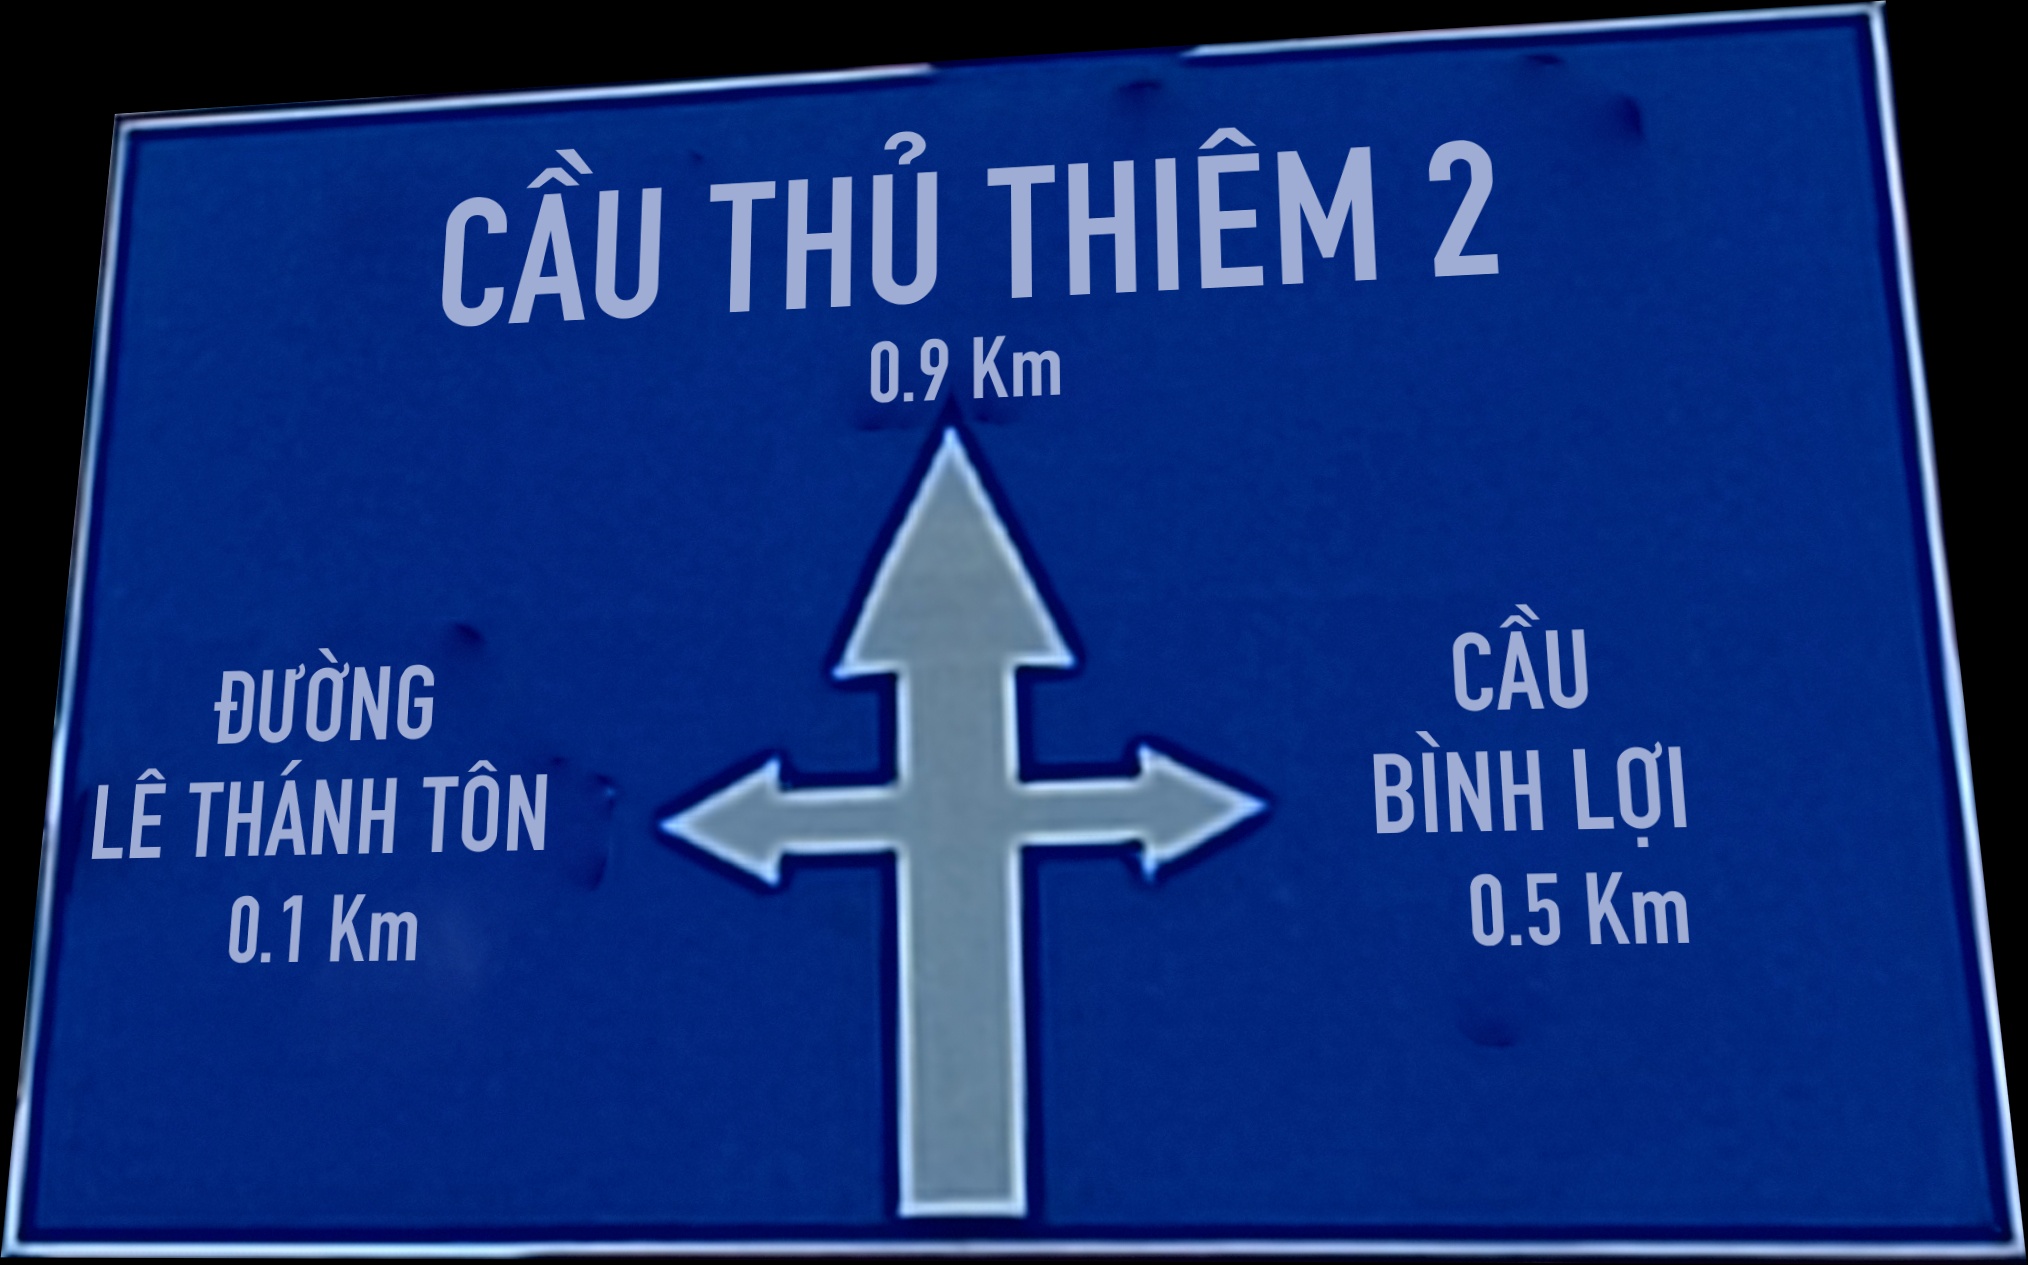 CẦU THỦ THIÊM 2
0.9 Km
ĐƯỜNG
LÊ THÁNH TÔN
0.1 Km
CẦU
BÌNH LỢI
0.5 Km